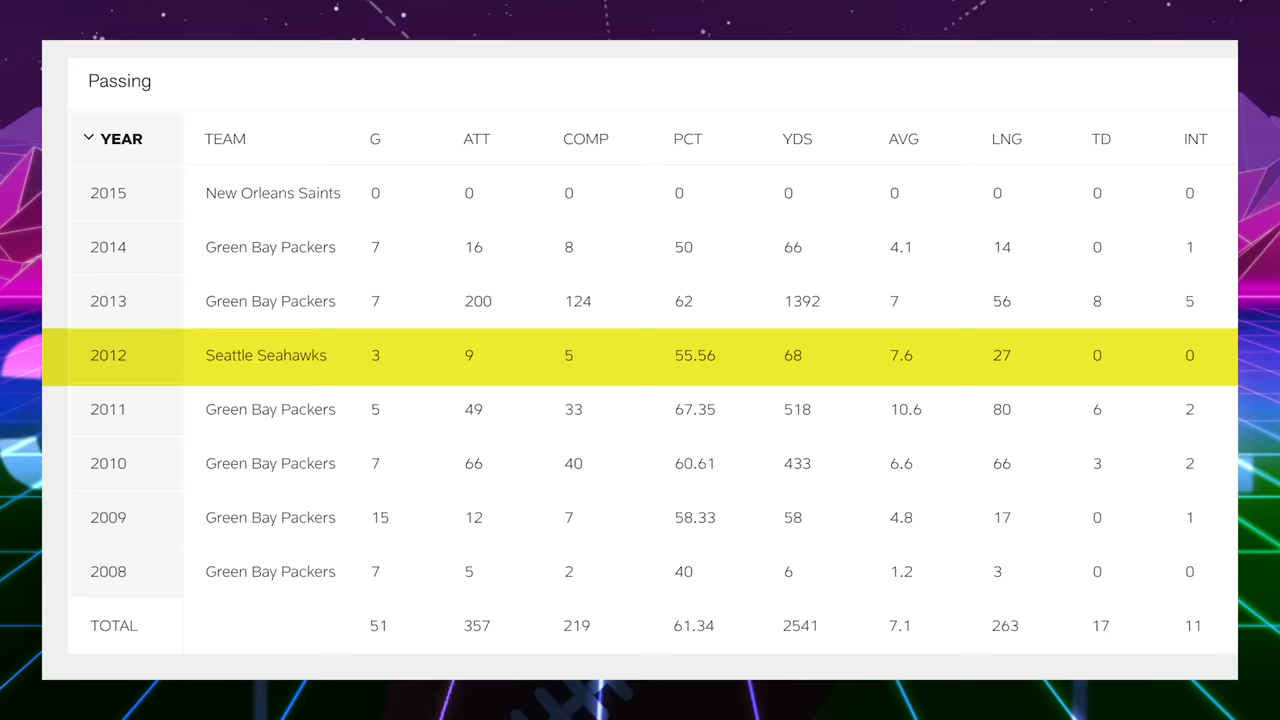 Passing
YEAR TEAM G ATT COMP PCT YDS AVG LNG TD INT
2015 New Orleans Saints 0 0 0 0 0 0 0 0 0
2014 Green Bay Packers 7 16 8 50 66 4.1 14 0 1
2013 Green Bay Packers 7 200 124 62 1392 7 56 8 5
2012 Seattle Seahawks 3 9 5 55.56 68 7.6 27 0 0
2011 Green Bay Packers 5 49 33 67.35 518 10.6 80 6 2
2010 Green Bay Packers 7 66 40 60.61 433 6.6 66 3 2
2009 Green Bay Packers 15 12 7 58.33 58 4.8 17 0 1
2008 Green Bay Packers 7 5 2 40 6 1.2 3 0 0
TOTAL 51 357 219 61.34 2541 7.1 263 17 11